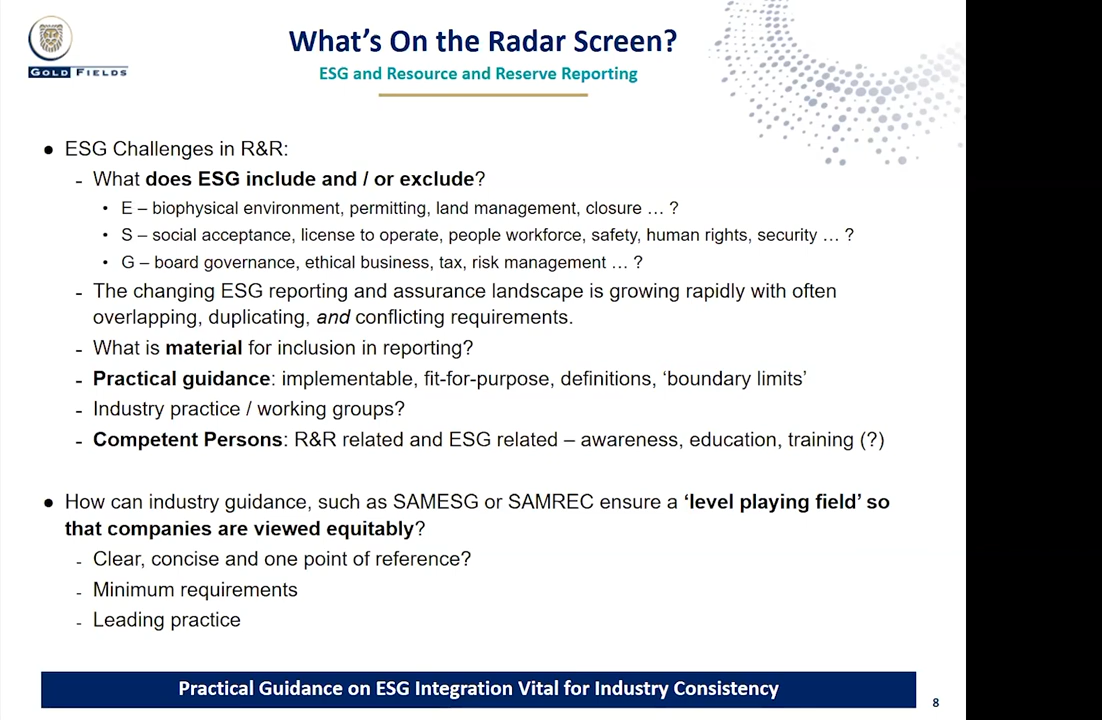 GOLD FIELDS
What's On the Radar Screen?
ESG and Resource and Reserve Reporting
● ESG Challenges in R&R:
- What does ESG include and / or exclude?
• E – biophysical environment, permitting, land management, closure … ?
• S – social acceptance, license to operate, people workforce, safety, human rights, security … ?
• G – board governance, ethical business, tax, risk management … ?
- The changing ESG reporting and assurance landscape is growing rapidly with often
overlapping, duplicating, and conflicting requirements.
- What is material for inclusion in reporting?
- Practical guidance: implementable, fit-for-purpose, definitions, 'boundary limits'
- Industry practice / working groups?
- Competent Persons: R&R related and ESG related – awareness, education, training (?)
● How can industry guidance, such as SAMESG or SAMREC ensure a 'level playing field' so
that companies are viewed equitably?
- Clear, concise and one point of reference?
- Minimum requirements
- Leading practice
Practical Guidance on ESG Integration Vital for Industry Consistency
8